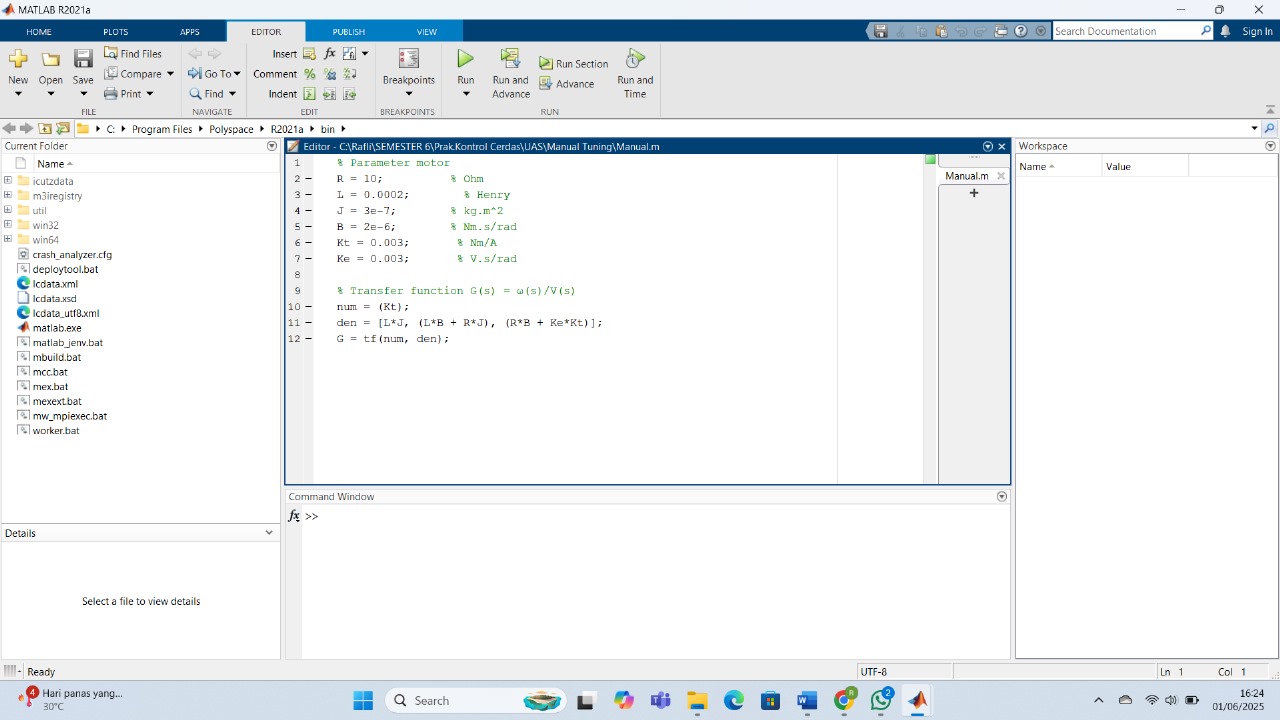 MATLAB R2021a
HOME PLOTS APPS EDITOR PUBLISH VIEW
Search Documentation
Sign In
New Open Save Find Files Compare Print
Go To Find
Insert
Comment
Indent
Breakpoints
Run Run and Advance Run Section Advance Run and Time
FILE NAVIGATE EDIT BREAKPOINTS RUN
C: Program Files Polyspace R2021a bin
Current Folder
Name
icutzdata
m3iregistry
util
win32
win64
crash_analyzer.cfg
deploytool.bat
lcdata.xml
lcdata.xsd
lcdata_utf8.xml
matlab.exe
matlab_jenv.bat
mbuild.bat
mcc.bat
mex.bat
mexext.bat
mw_mpiexec.bat
worker.bat
Details
Select a file to view details
Editor - C:\Rafli\SEMESTER 6\Prak.Kontrol Cerdas\UAS\Manual Tuning\Manual.m
Manual.m
1 % Parameter motor
2 – R = 10; % Ohm
3 – L = 0.0002; % Henry
4 – J = 3e-7; % kg.m^2
5 – B = 2e-6; % Nm.s/rad
6 – Kt = 0.003; % Nm/A
7 – Ke = 0.003; % V.s/rad
8
9 % Transfer function G(s) = ω(s)/V(s)
10 – num = (Kt);
11 – den = [L*J, (L*B + R*J), (R*B + Ke*Kt)];
12 – G = tf(num, den);
Command Window
fx >>
Workspace
Name Value
Ready
UTF-8
Ln 1 Col 1
4
Hari panas yang...
30°C
Search
2
16:24
01/06/2025